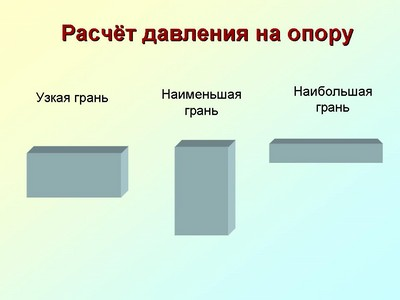 Расчёт давления на опору
Узкая грань
Наименьшая
грань
Наибольшая
грань